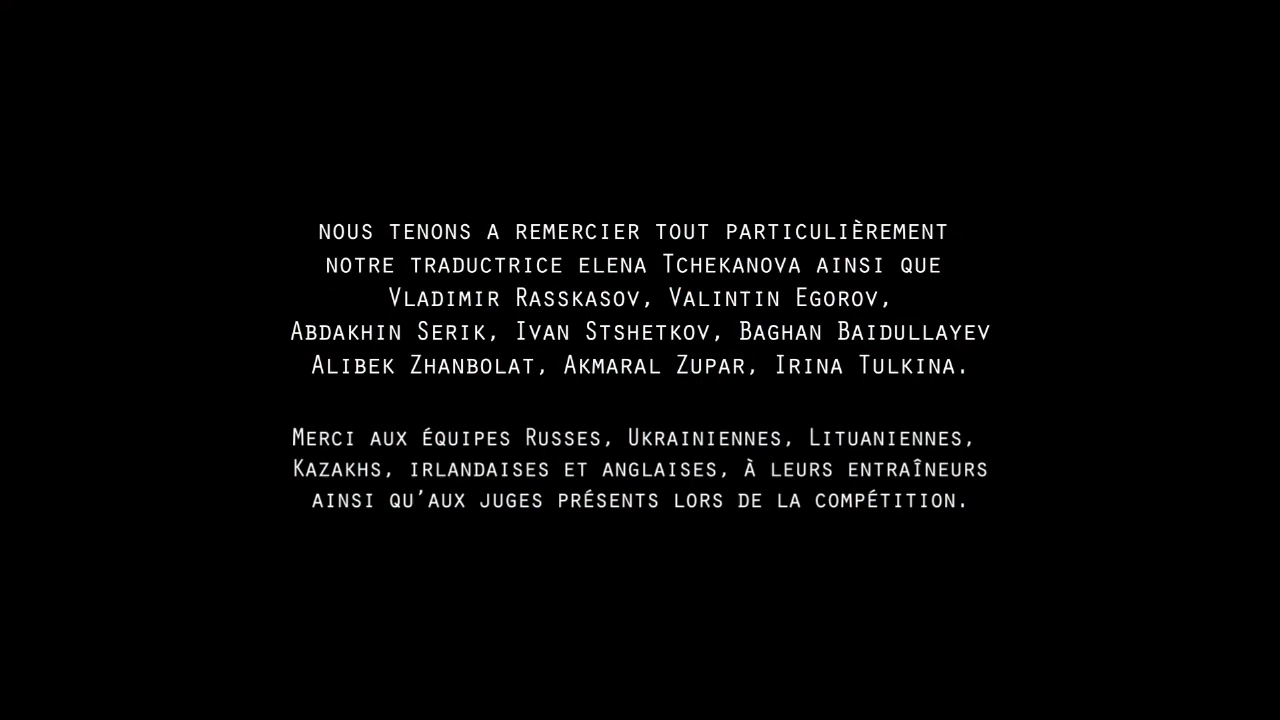 NOUS TENONS A REMERCIER TOUT PARTICULIÈREMENT
NOTRE TRADUCTRICE ELENA TCHEKANOVA AINSI QUE
VLADIMIR RASSKASOV, VALINTIN EGOROV,
ABDAKHIN SERIK, IVAN STSHETKOV, BAGHAN BAIDULLAYEV
ALIBEK ZHANBOLAT, AKMARAL ZUPAR, IRINA TULKINA.
MERCI AUX ÉQUIPES RUSSES, UKRAINIENNES, LITUANIENNES,
KAZAKHS, IRLANDAISES ET ANGLAISES, À LEURS ENTRAÎNEURS
AINSI QU'AUX JUGES PRÉSENTS LORS DE LA COMPÉTITION.